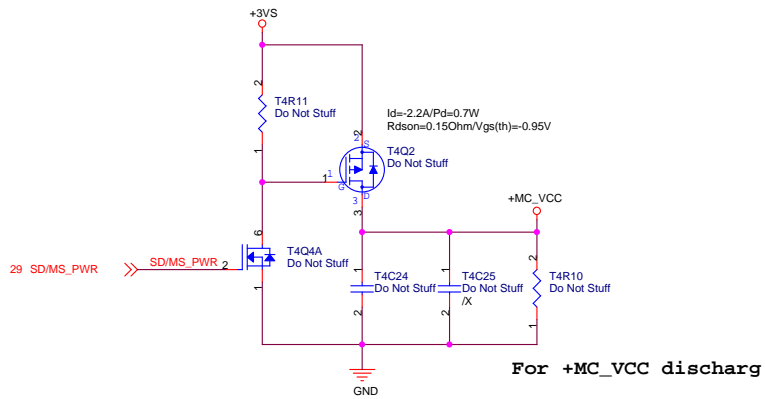 +3VS
2
T4R11
Do Not Stuff
1
Id=-2.2A/Pd=0.7W
Rdson=0.15Ohm/Vgs(th)=-0.95V
2
2
S
T4Q2
Do Not Stuff
1
1
G
D
3
3
+MC_VCC
6
T4Q4A
Do Not Stuff
29 SD/MS_PWR
SD/MS_PWR
2
1
1
T4C24
Do Not Stuff
2
1
T4C25
Do Not Stuff
/X
2
2
T4R10
Do Not Stuff
1
GND
For +MC_VCC discharg